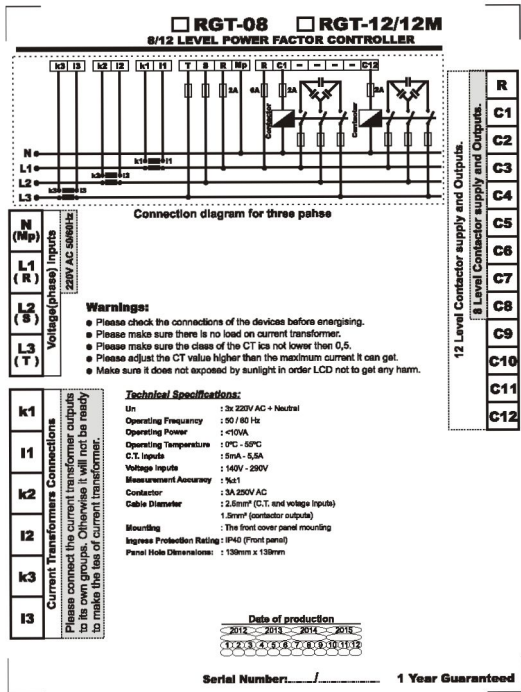 RGT-08 RGT-12/12M
8/12 LEVEL POWER FACTOR CONTROLLER
k3 l3 k2 l2 k1 l1 T S R Mp R C1 - - - - C12
2A 6A 2A 2A
Contactor
Contactor
N
L1
L2
L3
k1 l1
k2 l2
k3 l3
Connection diagram for three pahse
N
(Mp)
L1
( R )
L2
( S )
L3
( T )
Voltage(phase) Inputs
220V AC 50/60Hz
12 Level Contactor supply and Outputs.
8 Level Contactor supply and Outputs.
R
C1
C2
C3
C4
C5
C6
C7
C8
C9
C10
C11
C12
Warnings:
● Please check the connections of the devices before energising.
● Please make sure there is no load on current transformer.
● Please make sure the class of the CT ics not lower then 0,5.
● Please adjust the CT value higher than the maximum current it can get.
● Make sure it does not exposed by sunlight in order LCD not to get any harm.
k1
l1
k2
l2
k3
l3
Current Transformers Connections
Please connect the current transformer outputs
to its own groups. Otherwise it will not be ready
to make the tes of current transformer.
Technical Specifications:
Un : 3x 220V AC + Neutral
Operating Frequancy : 50 / 60 Hz
Operating Power : <10VA
Operating Temperature : 0ºC - 55ºC
C.T. Inputs : 5mA - 5,5A
Voltage Inputs : 140V - 290V
Measurement Accuracy : %±1
Contactor : 3A 250V AC
Cable Diameter : 2.5mm² (C.T. and votage inputs)
1.5mm² (contactor outputs)
Mounting : The front cover panel mounting
Ingress Protection Rating : IP40 (Front panel)
Panel Hole Dimensions: : 139mm x 139mm
Date of production
2012 2013 2014 2015
1 2 3 4 5 6 7 8 9 10 11 12
Serial Number:....../...... 1 Year Guaranteed